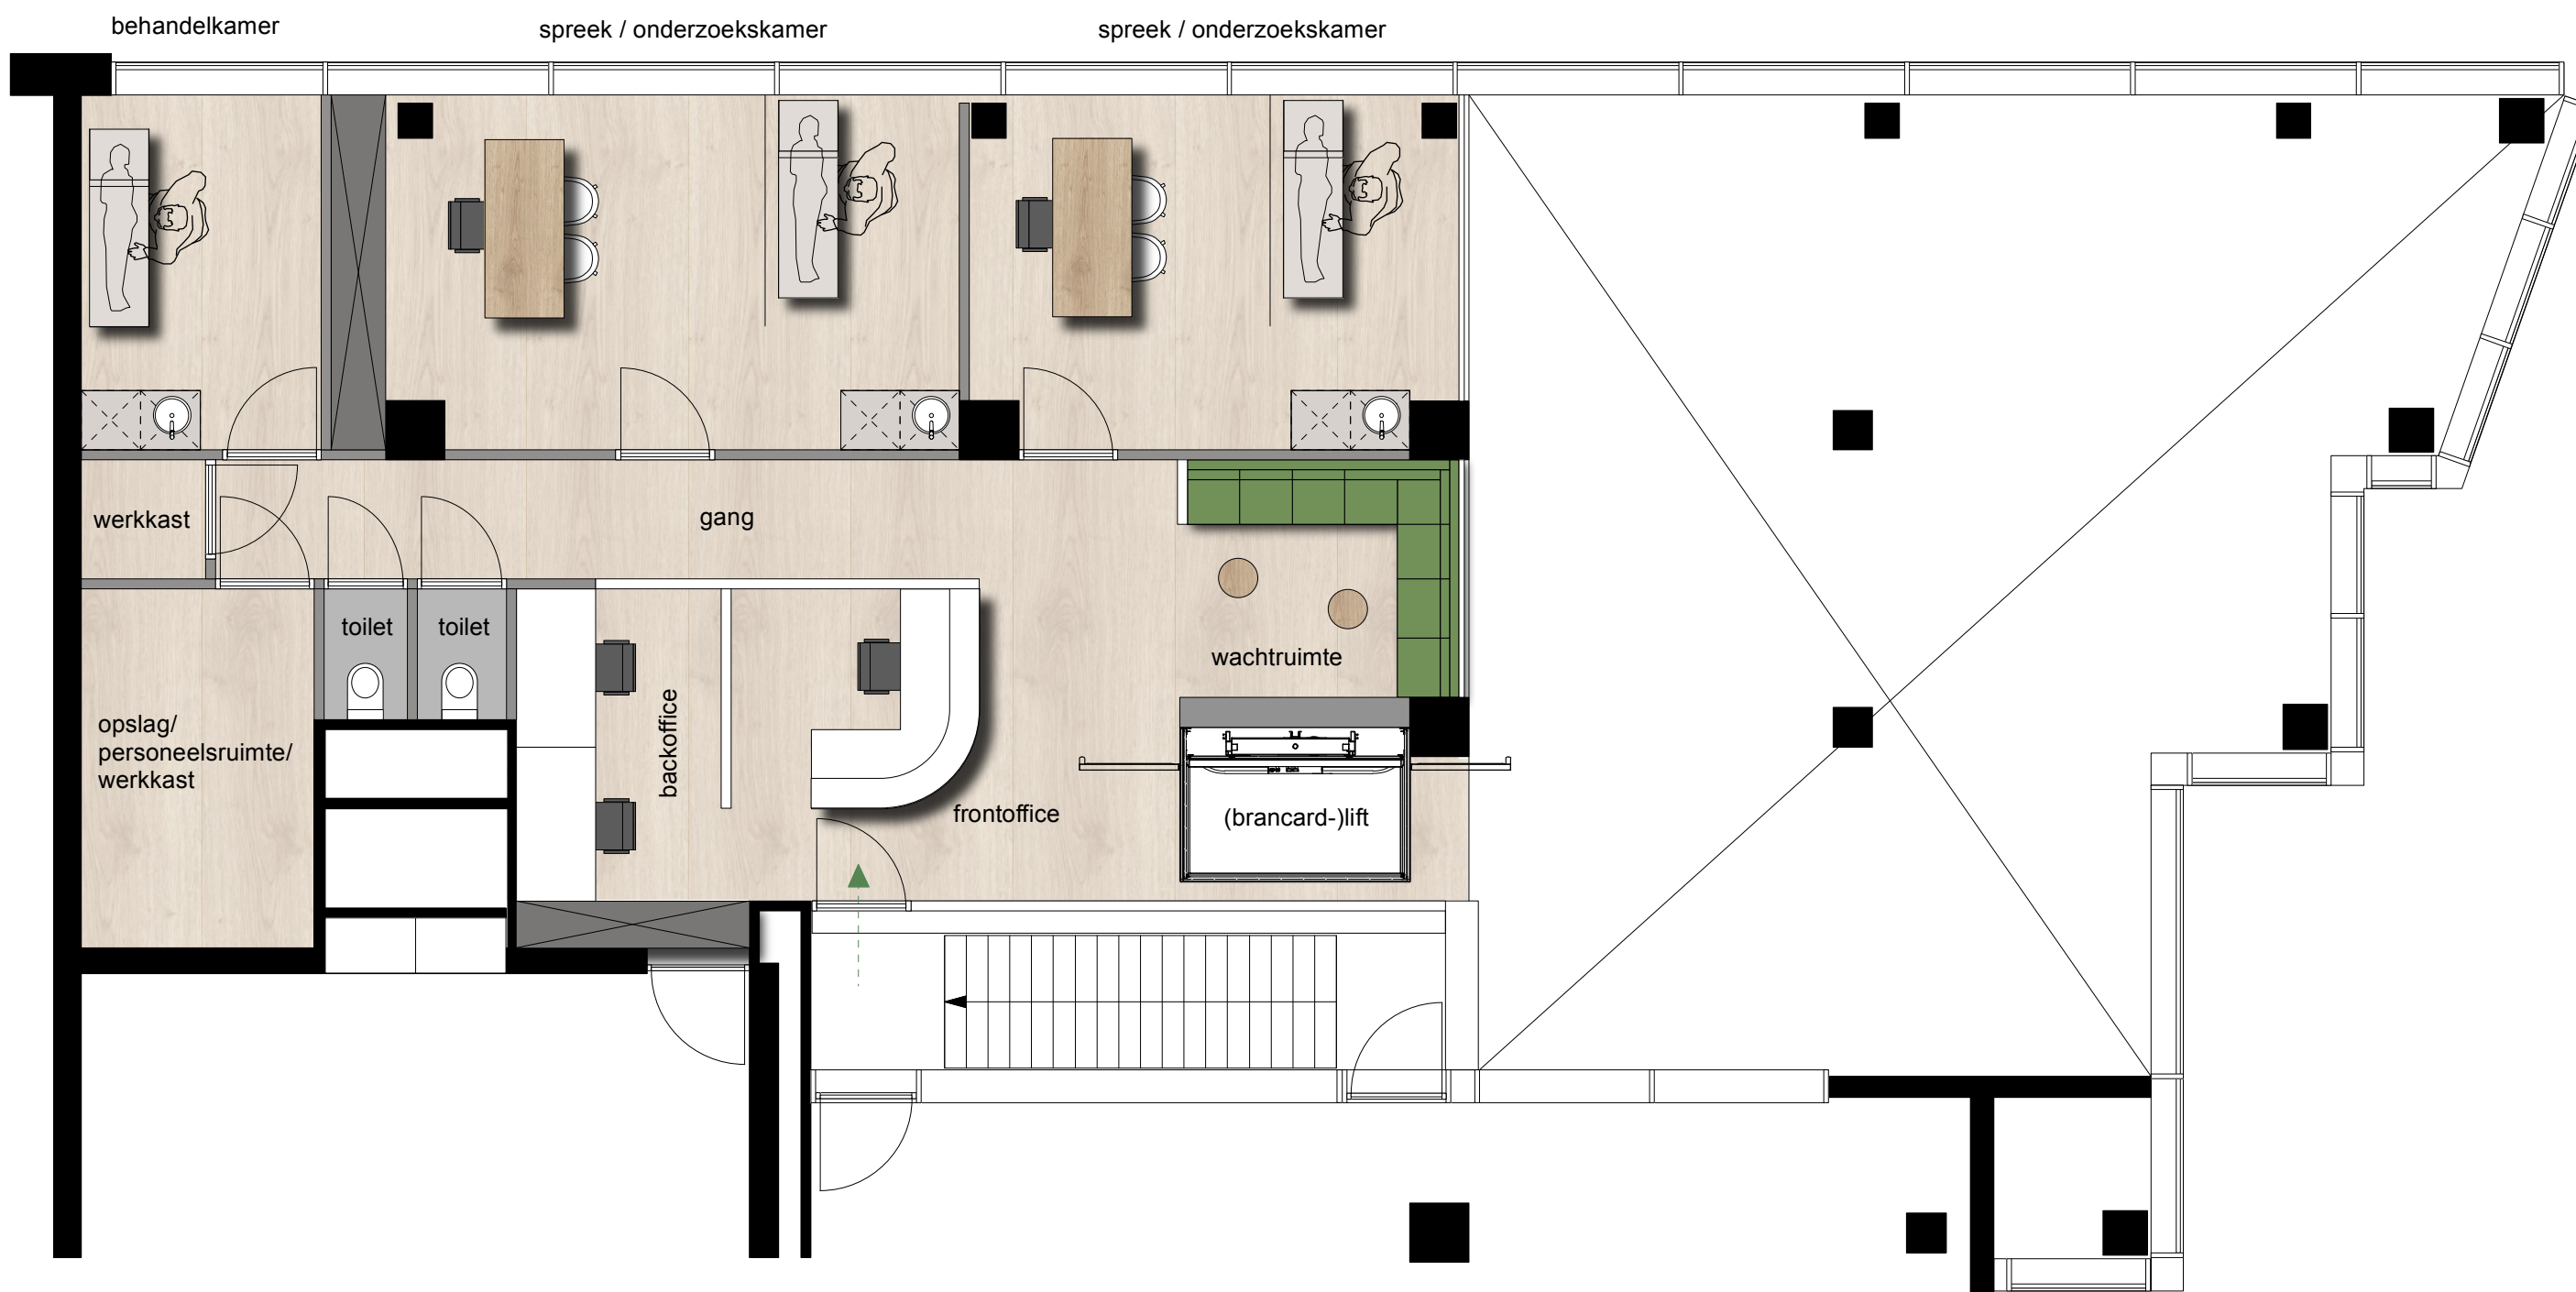 behandelkamer
spreek / onderzoekskamer
spreek / onderzoekskamer
werkkast
gang
toilet
toilet
wachtruimte
opslag/
personeelsruimte/
werkkast
backoffice
frontoffice
(brancard-)lift